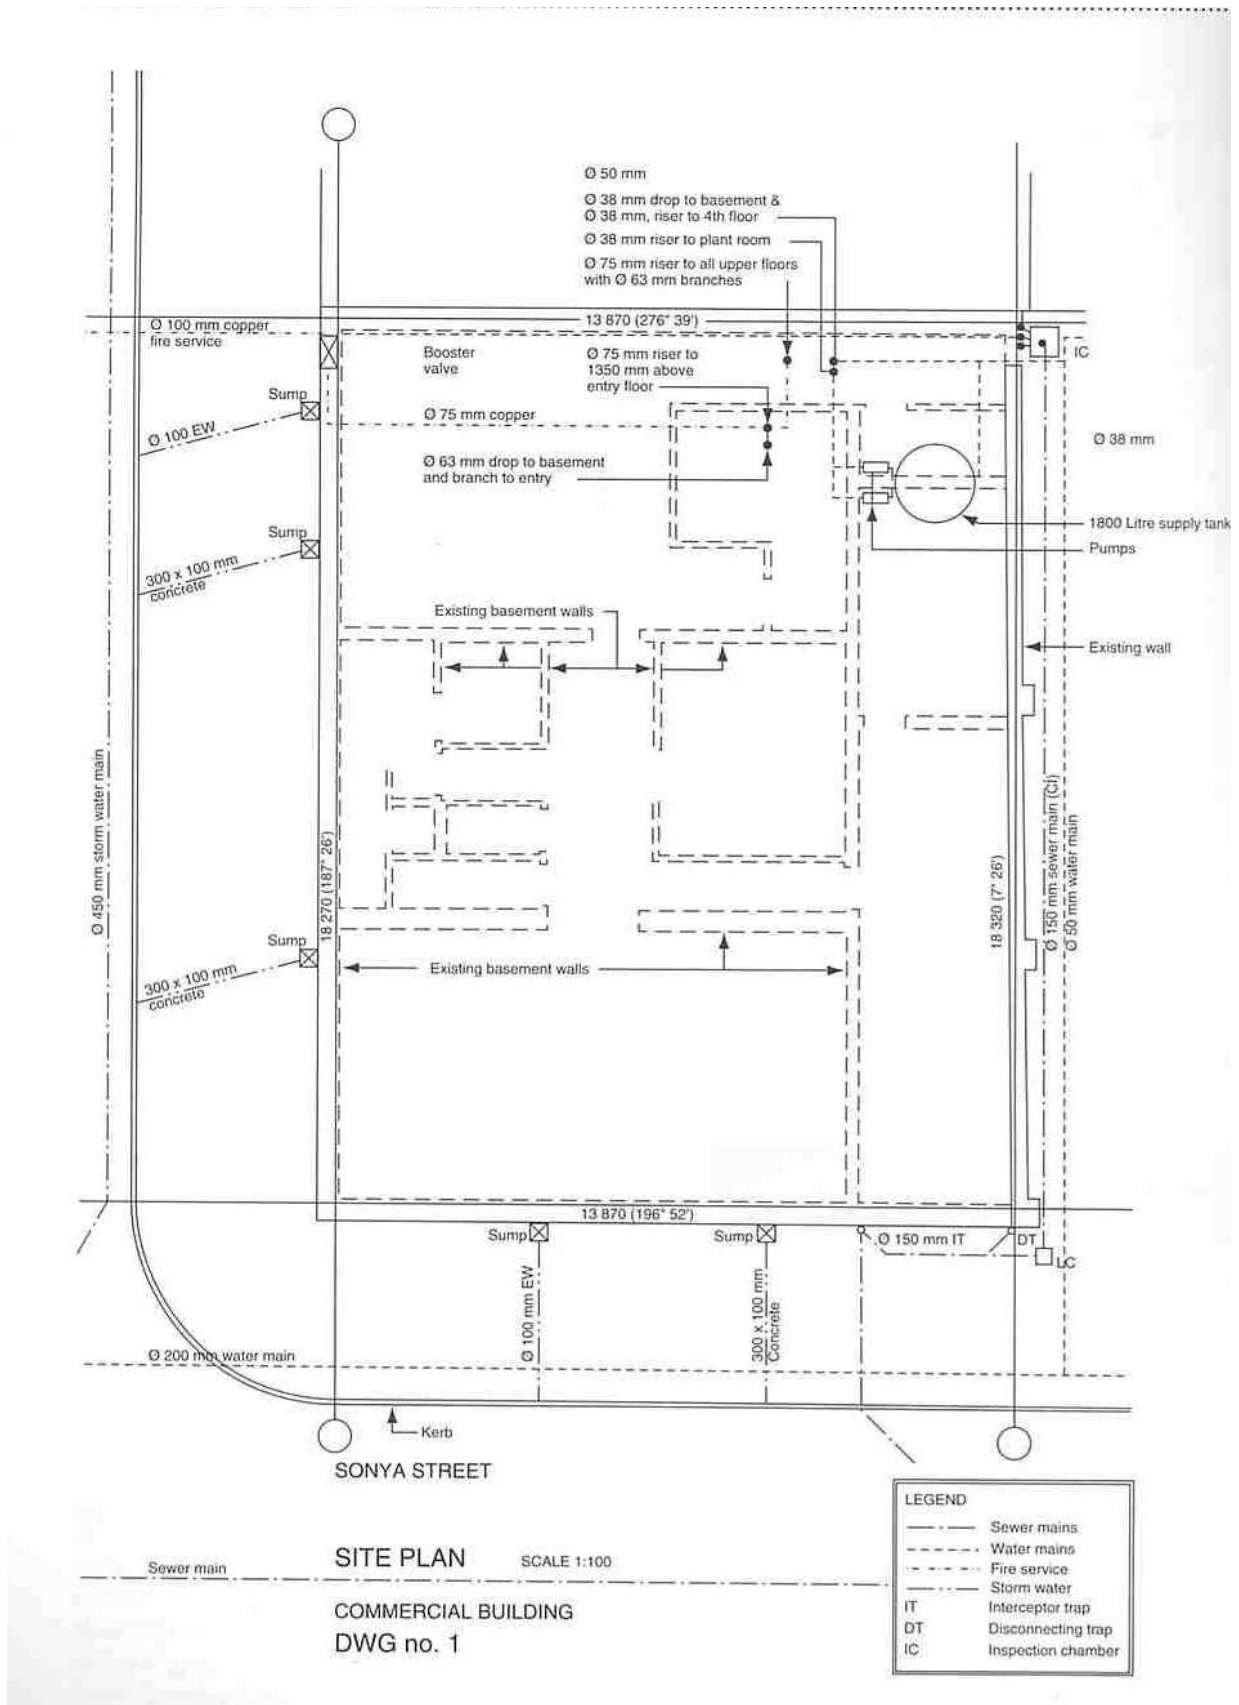 Ø 50 mm
Ø 38 mm drop to basement &
Ø 38 mm, riser to 4th floor
Ø 38 mm riser to plant room
Ø 75 mm riser to all upper floors
with Ø 63 mm branches
13 870 (276° 39')
Ø 100 mm copper
fire service
Booster
valve
Ø 75 mm riser to
1350 mm above
entry floor
IC
Sump
Ø 100 EW
Ø 75 mm copper
Ø 38 mm
Ø 63 mm drop to basement
and branch to entry
1800 Litre supply tank
Pumps
Sump
300 x 100 mm
concrete
Existing basement walls
Existing wall
Ø 450 mm storm water main
18 270 (187° 26')
18 320 (7° 26')
Ø 150 mm sewer main (CI)
Ø 50 mm water main
Sump
300 x 100 mm
concrete
Existing basement walls
13 870 (196° 52')
Sump
Sump
Ø 150 mm IT
DT
LC
Ø 100 mm EW
300 x 100 mm
Concrete
Ø 200 mm water main
Kerb
SONYA STREET
SITE PLAN
SCALE 1:100
Sewer main
COMMERCIAL BUILDING
DWG no. 1
LEGEND
Sewer mains
Water mains
Fire service
Storm water
IT Interceptor trap
DT Disconnecting trap
IC Inspection chamber